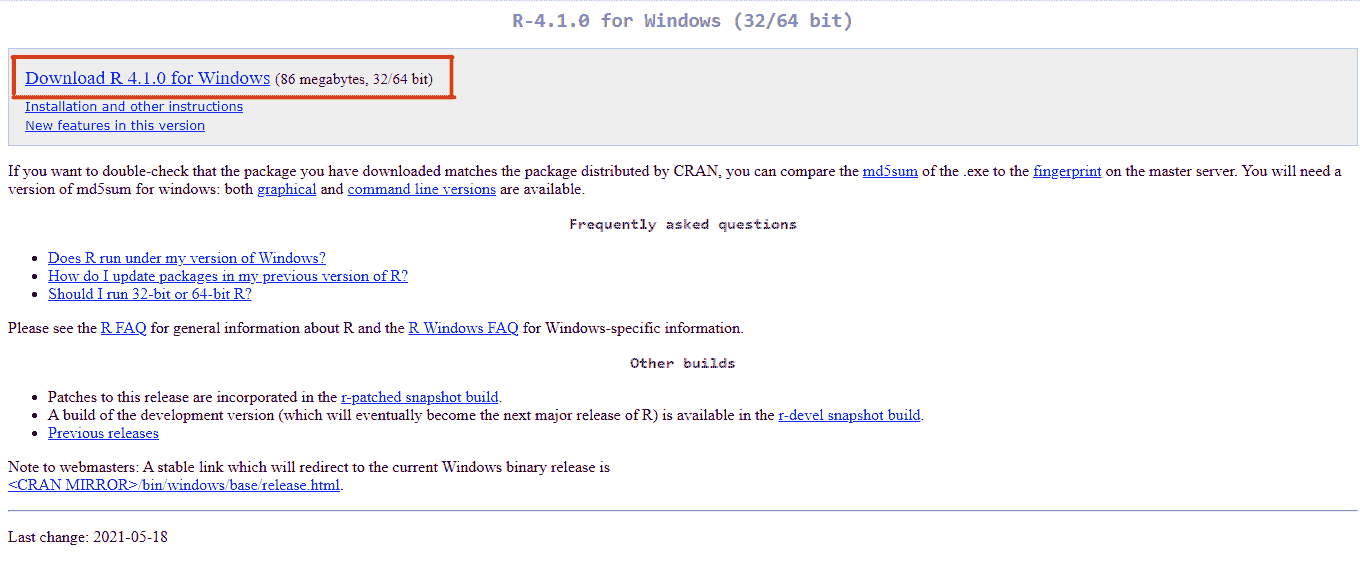 R-4.1.0 for Windows (32/64 bit)
Download R 4.1.0 for Windows (86 megabytes, 32/64 bit)
Installation and other instructions
New features in this version
If you want to double-check that the package you have downloaded matches the package distributed by CRAN, you can compare the md5sum of the .exe to the fingerprint on the master server. You will need a
version of md5sum for windows: both graphical and command line versions are available.
Frequently asked questions
• Does R run under my version of Windows?
• How do I update packages in my previous version of R?
• Should I run 32-bit or 64-bit R?
Please see the R FAQ for general information about R and the R Windows FAQ for Windows-specific information.
Other builds
• Patches to this release are incorporated in the r-patched snapshot build.
• A build of the development version (which will eventually become the next major release of R) is available in the r-devel snapshot build.
• Previous releases
Note to webmasters: A stable link which will redirect to the current Windows binary release is
<CRAN MIRROR>/bin/windows/base/release.html.
Last change: 2021-05-18